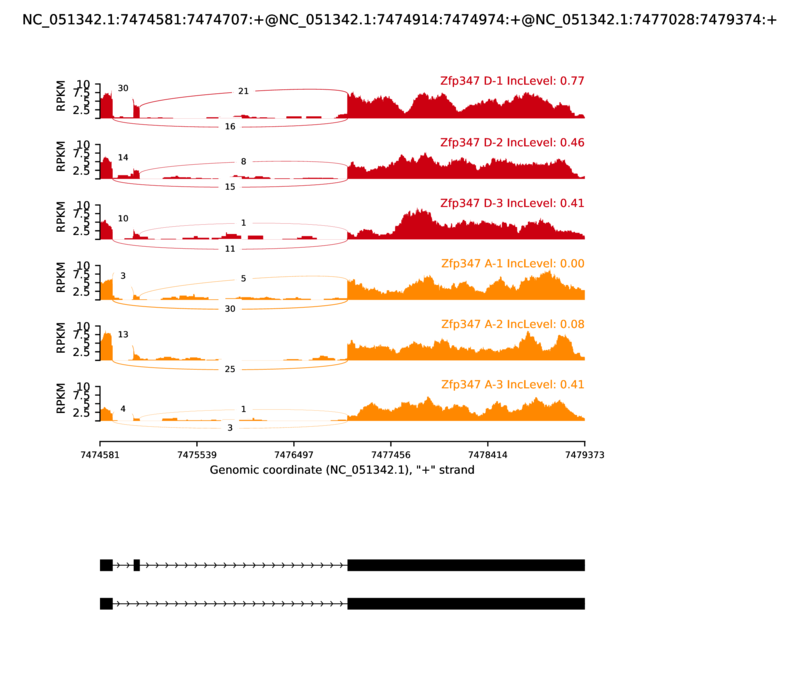 NC_051342.1:7474581:7474707:+@NC_051342.1:7474914:7474974:+@NC_051342.1:7477028:7479374:+
Zfp347 D-1 IncLevel: 0.77
RPKM
10
7.5
5
2.5
30
21
16
Zfp347 D-2 IncLevel: 0.46
RPKM
10
7.5
5
2.5
14
8
15
Zfp347 D-3 IncLevel: 0.41
RPKM
10
7.5
5
2.5
10
1
11
Zfp347 A-1 IncLevel: 0.00
RPKM
10
7.5
5
2.5
3
5
30
Zfp347 A-2 IncLevel: 0.08
RPKM
10
7.5
5
2.5
13
25
Zfp347 A-3 IncLevel: 0.41
RPKM
10
7.5
5
2.5
4
1
3
7474581 7475539 7476497 7477456 7478414 7479373
Genomic coordinate (NC_051342.1), "+" strand